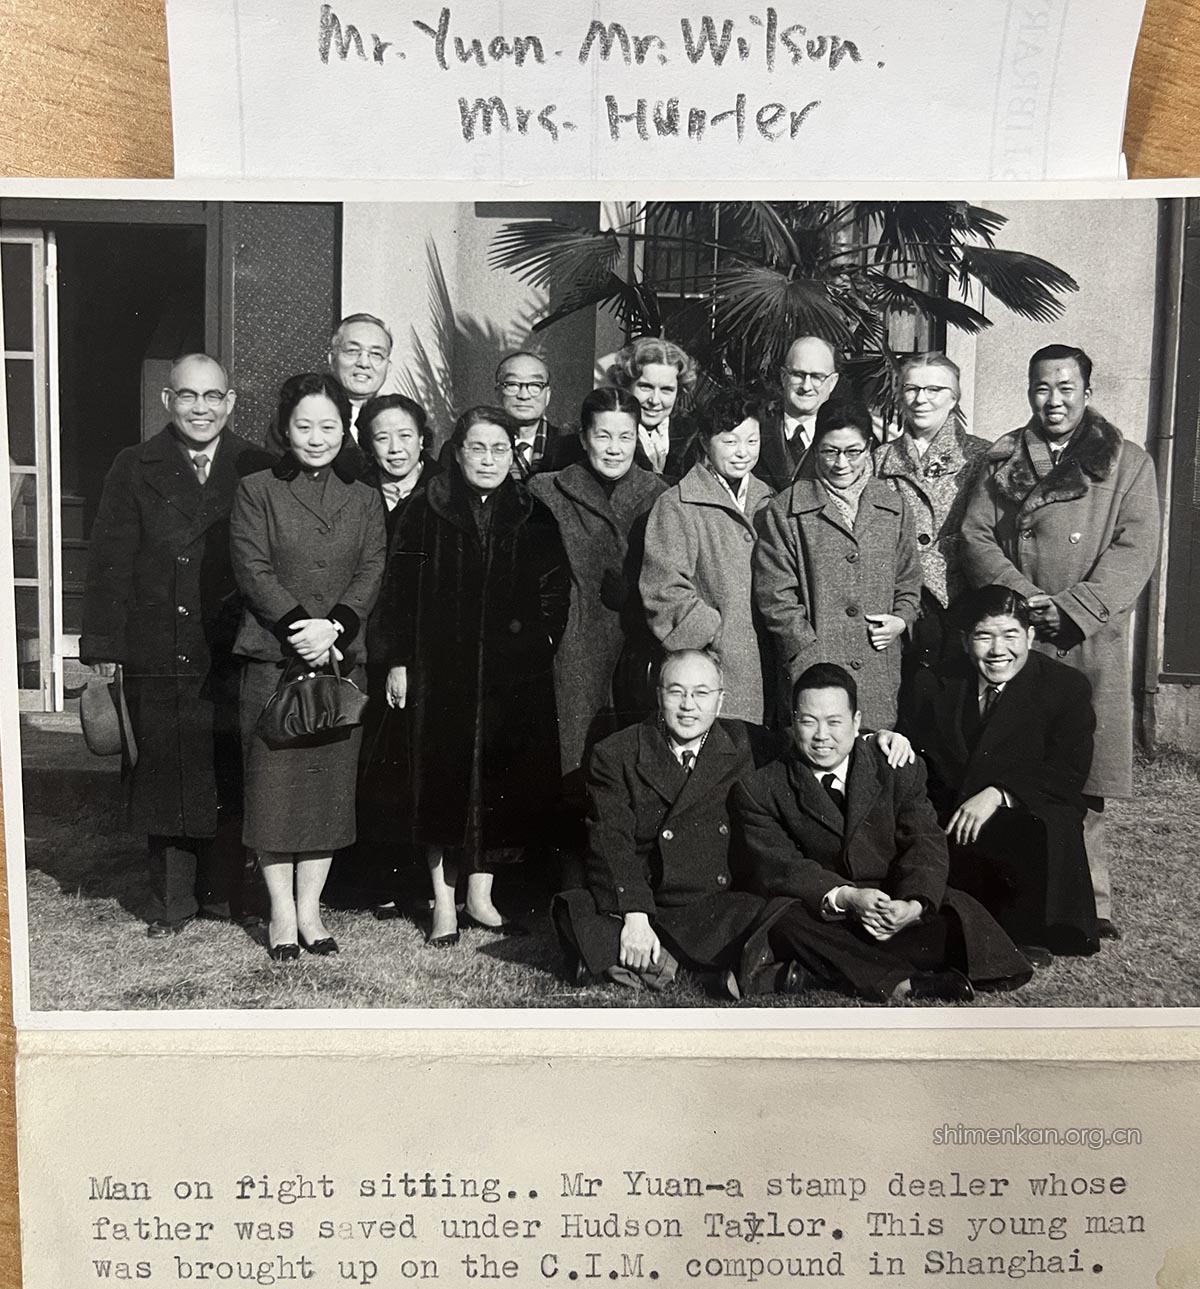 Mr. Yuan. Mr. Wilson.
Mrs. Hunter
shimenkan.org.cn
Man on right sitting.. Mr Yuan-a stamp dealer whose
father was saved under Hudson Taylor. This young man
was brought up on the C.I.M. compound in Shanghai.